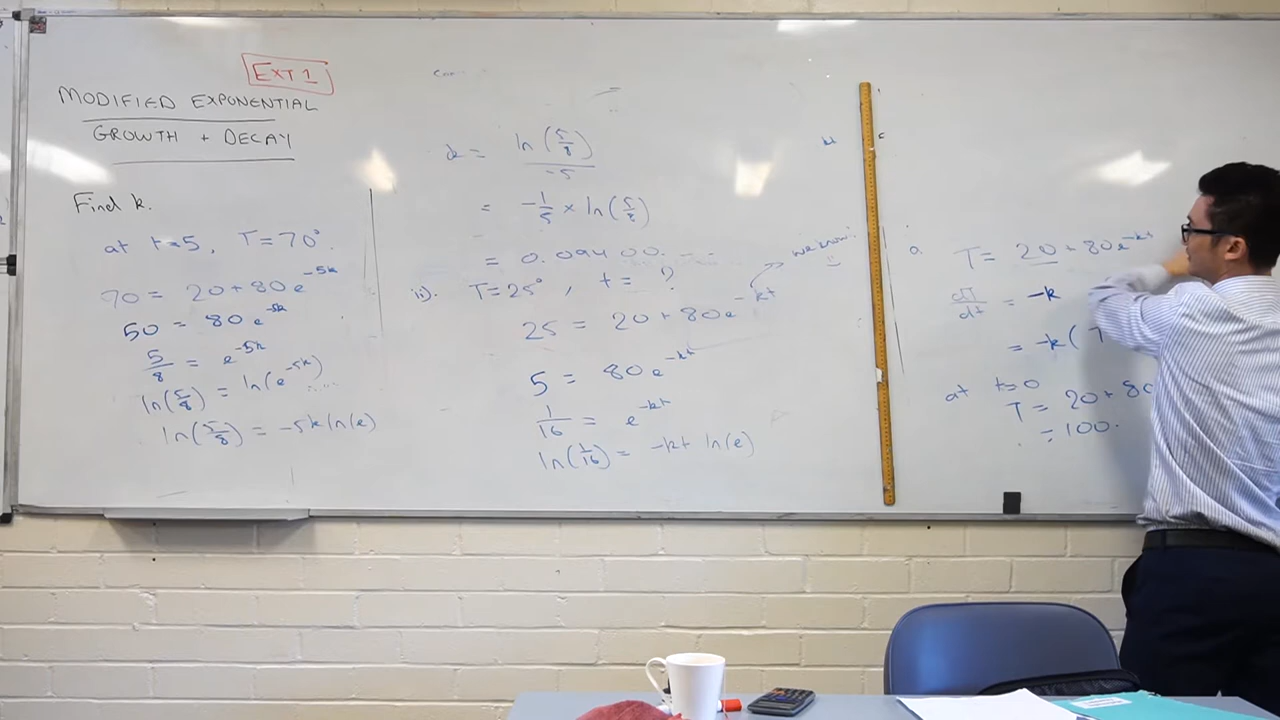 EXT 1
MODIFIED EXPONENTIAL
GROWTH + DECAY
Find k.
at t=5, T=70°
70 = 20+80e^-5k
50 = 80e^-5k
5/8 = e^-5k
ln(5/8) = ln(e^-5k)
ln(5/8) = -5k ln(e)
k = ln(5/8)/-5
= -1/5 × ln(5/8)
= 0.09400....
ii). T=25°, t= ?
we know!
25 = 20+80e^-kt
5 = 80e^-kt
1/16 = e^-kt
ln(1/16) = -kt ln(e)
kt
T = 20+80e^-kt
dT/dt = -k
= -k(T
at t=0
T = 20+80
= 100.